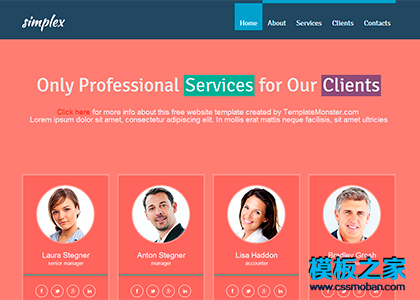 simplex
Home About Services Clients Contacts
Only Professional Services for Our Clients
Click here for more info about this free website template created by TemplateMonster.com
Lorem ipsum dolor sit amet, consectetur adipiscing elit. In mollis erat mattis neque facilisis, sit amet ultricies
Laura Stegner Anton Stegner Lisa Haddon Bradley Grosh
senior manager manager accountant
模板之家
www.cssmoban.com